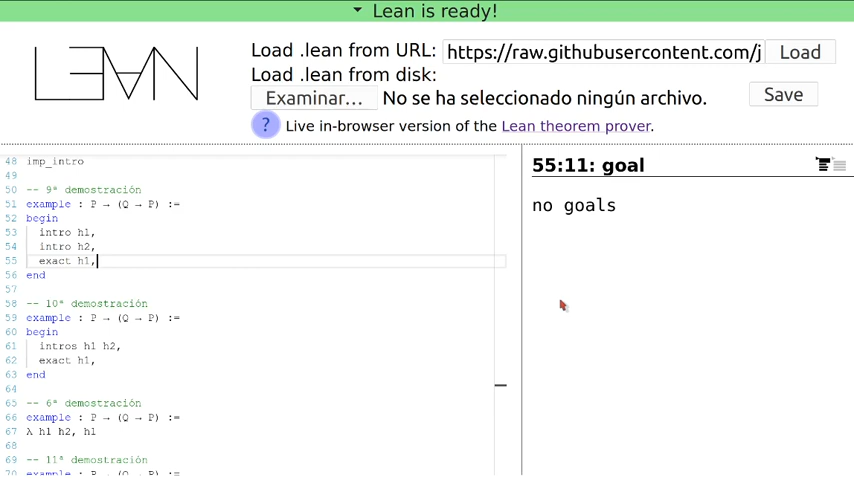 Lean is ready!
LEAN
Load .lean from URL: https://raw.githubusercontent.com/j Load
Load .lean from disk:
Examinar... No se ha seleccionado ningún archivo. Save
? Live in-browser version of the Lean theorem prover.
48 imp_intro
49
50 -- 9ª demostración
51 example : P → (Q → P) :=
52 begin
53 intro h1,
54 intro h2,
55 exact h1,
56 end
57
58 -- 10ª demostración
59 example : P → (Q → P) :=
60 begin
61 intros h1 h2,
62 exact h1,
63 end
64
65 -- 6ª demostración
66 example : P → (Q → P) :=
67 λ h1 h2, h1
68
69 -- 11ª demostración
70 example : P → (Q → P) :=
55:11: goal
no goals